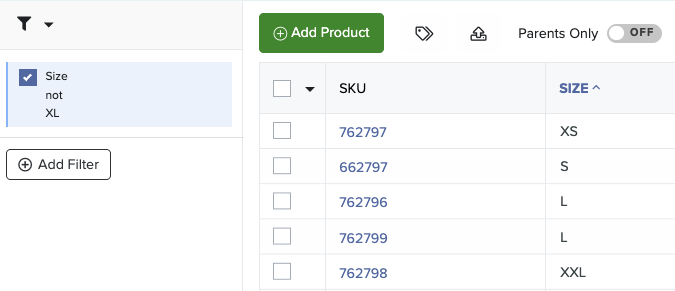 Add Product
Parents Only OFF
Size
not
XL
Add Filter
SKU SIZE
762797 XS
662797 S
762796 L
762799 L
762798 XXL